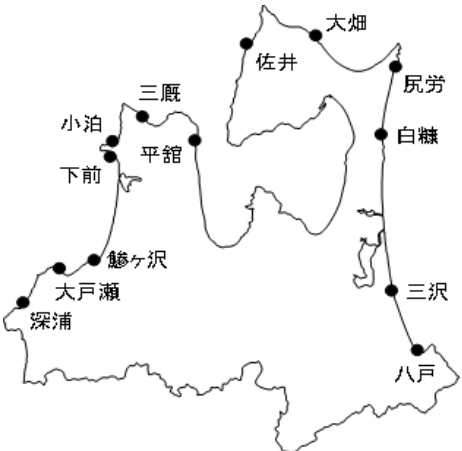 大畑
佐井
尻労
三厩
小泊
平舘
白糠
下前
鰺ヶ沢
大戸瀬
三沢
深浦
八戸